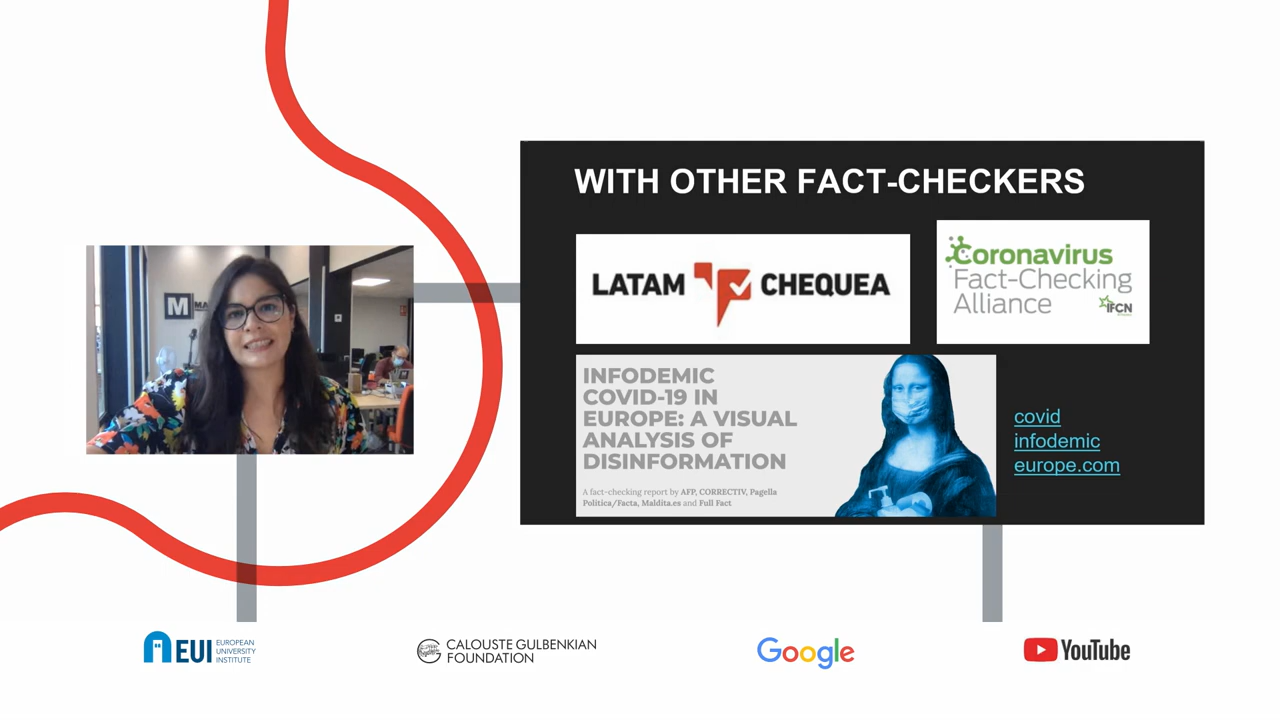 WITH OTHER FACT-CHECKERS
LATAM CHEQUEA
Coronavirus
Fact-Checking
Alliance
IFCN
INFODEMIC
COVID-19 IN
EUROPE: A VISUAL
ANALYSIS OF
DISINFORMATION
A fact-checking report by AFP, CORRECTIV, Pagella
Politica/Facta, Maldita.es and Full Fact
covid
infodemic
europe.com
M
EUI
EUROPEAN
UNIVERSITY
INSTITUTE
CALOUSTE GULBENKIAN
FOUNDATION
Google
YouTube